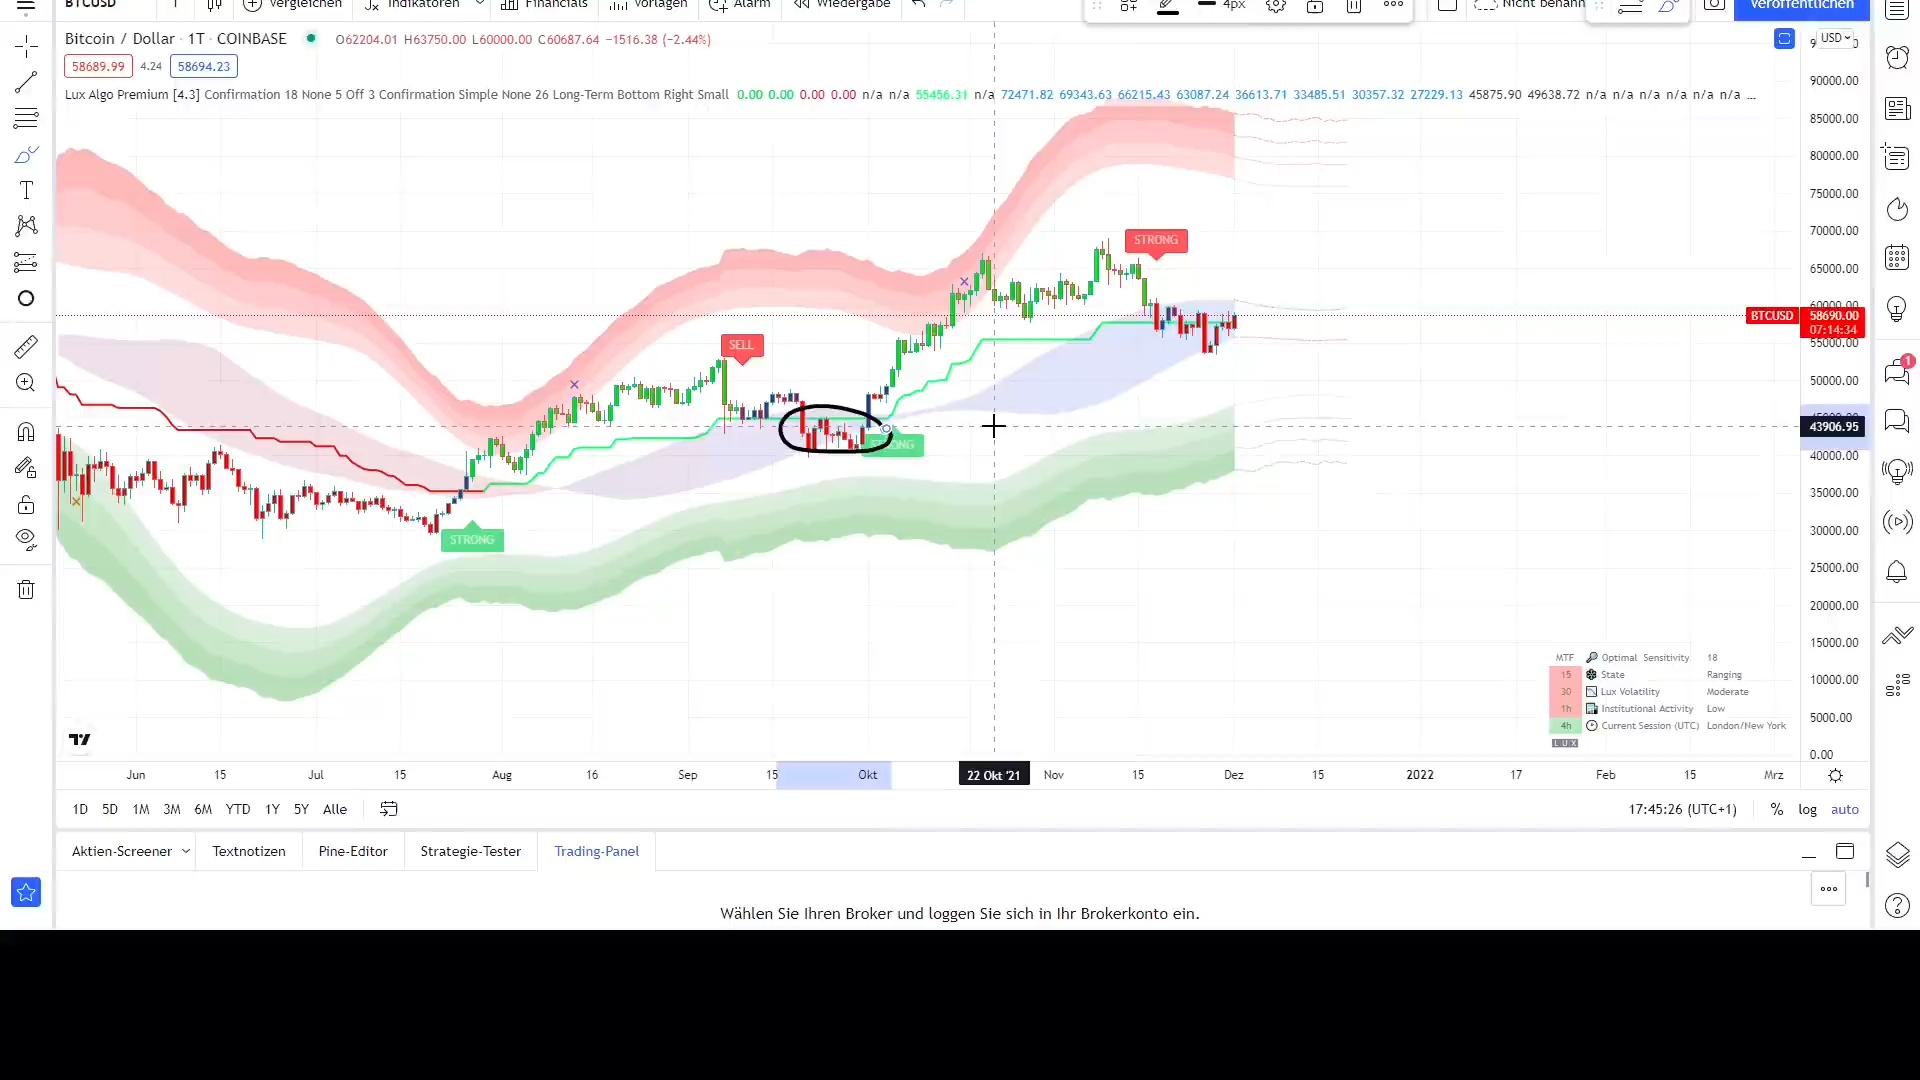 BTCUSD Vergleichen Indikatoren Financials Vorlagen Alarm Wiedergabe 4px Nicht benann Veröffentlichen
Bitcoin / Dollar · 1T · COINBASE O62204.01 H63750.00 L60000.00 C60687.64 −1516.38 (−2.44%)
58689.99 4.24 58694.23
Lux Algo Premium [4.3] Confirmation 18 None 5 Off 3 Confirmation Simple None 26 Long-Term Bottom Right Small 0.00 0.00 0.00 0.00 n/a n/a 55456.31 n/a 72471.82 69343.63 66215.43 63087.24 36613.71 33485.51 30357.32 27229.13 45875.90 49638.72 n/a n/a n/a n/a n/a n/a n/a ...
USD
90000.00
85000.00
80000.00
75000.00
70000.00
65000.00
60000.00
BTCUSD 58690.00
07:14:34
55000.00
50000.00
45000.00
43906.95
40000.00
35000.00
30000.00
25000.00
20000.00
15000.00
10000.00
5000.00
0.00
STRONG
SELL
STRONG
STRONG
1
MTF Optimal Sensitivity 18
15 State Ranging
30 Lux Volatility Moderate
1h Institutional Activity Low
4h Current Session (UTC) London/New York
LUX
Jun 15 Jul 15 Aug 16 Sep 15 Okt 22 Okt '21 Nov 15 Dez 15 2022 17 Feb 15 Mrz
1D 5D 1M 3M 6M YTD 1Y 5Y Alle 17:45:26 (UTC+1) % log auto
Aktien-Screener Textnotizen Pine-Editor Strategie-Tester Trading-Panel
Wählen Sie Ihren Broker und loggen Sie sich in Ihr Brokerkonto ein.